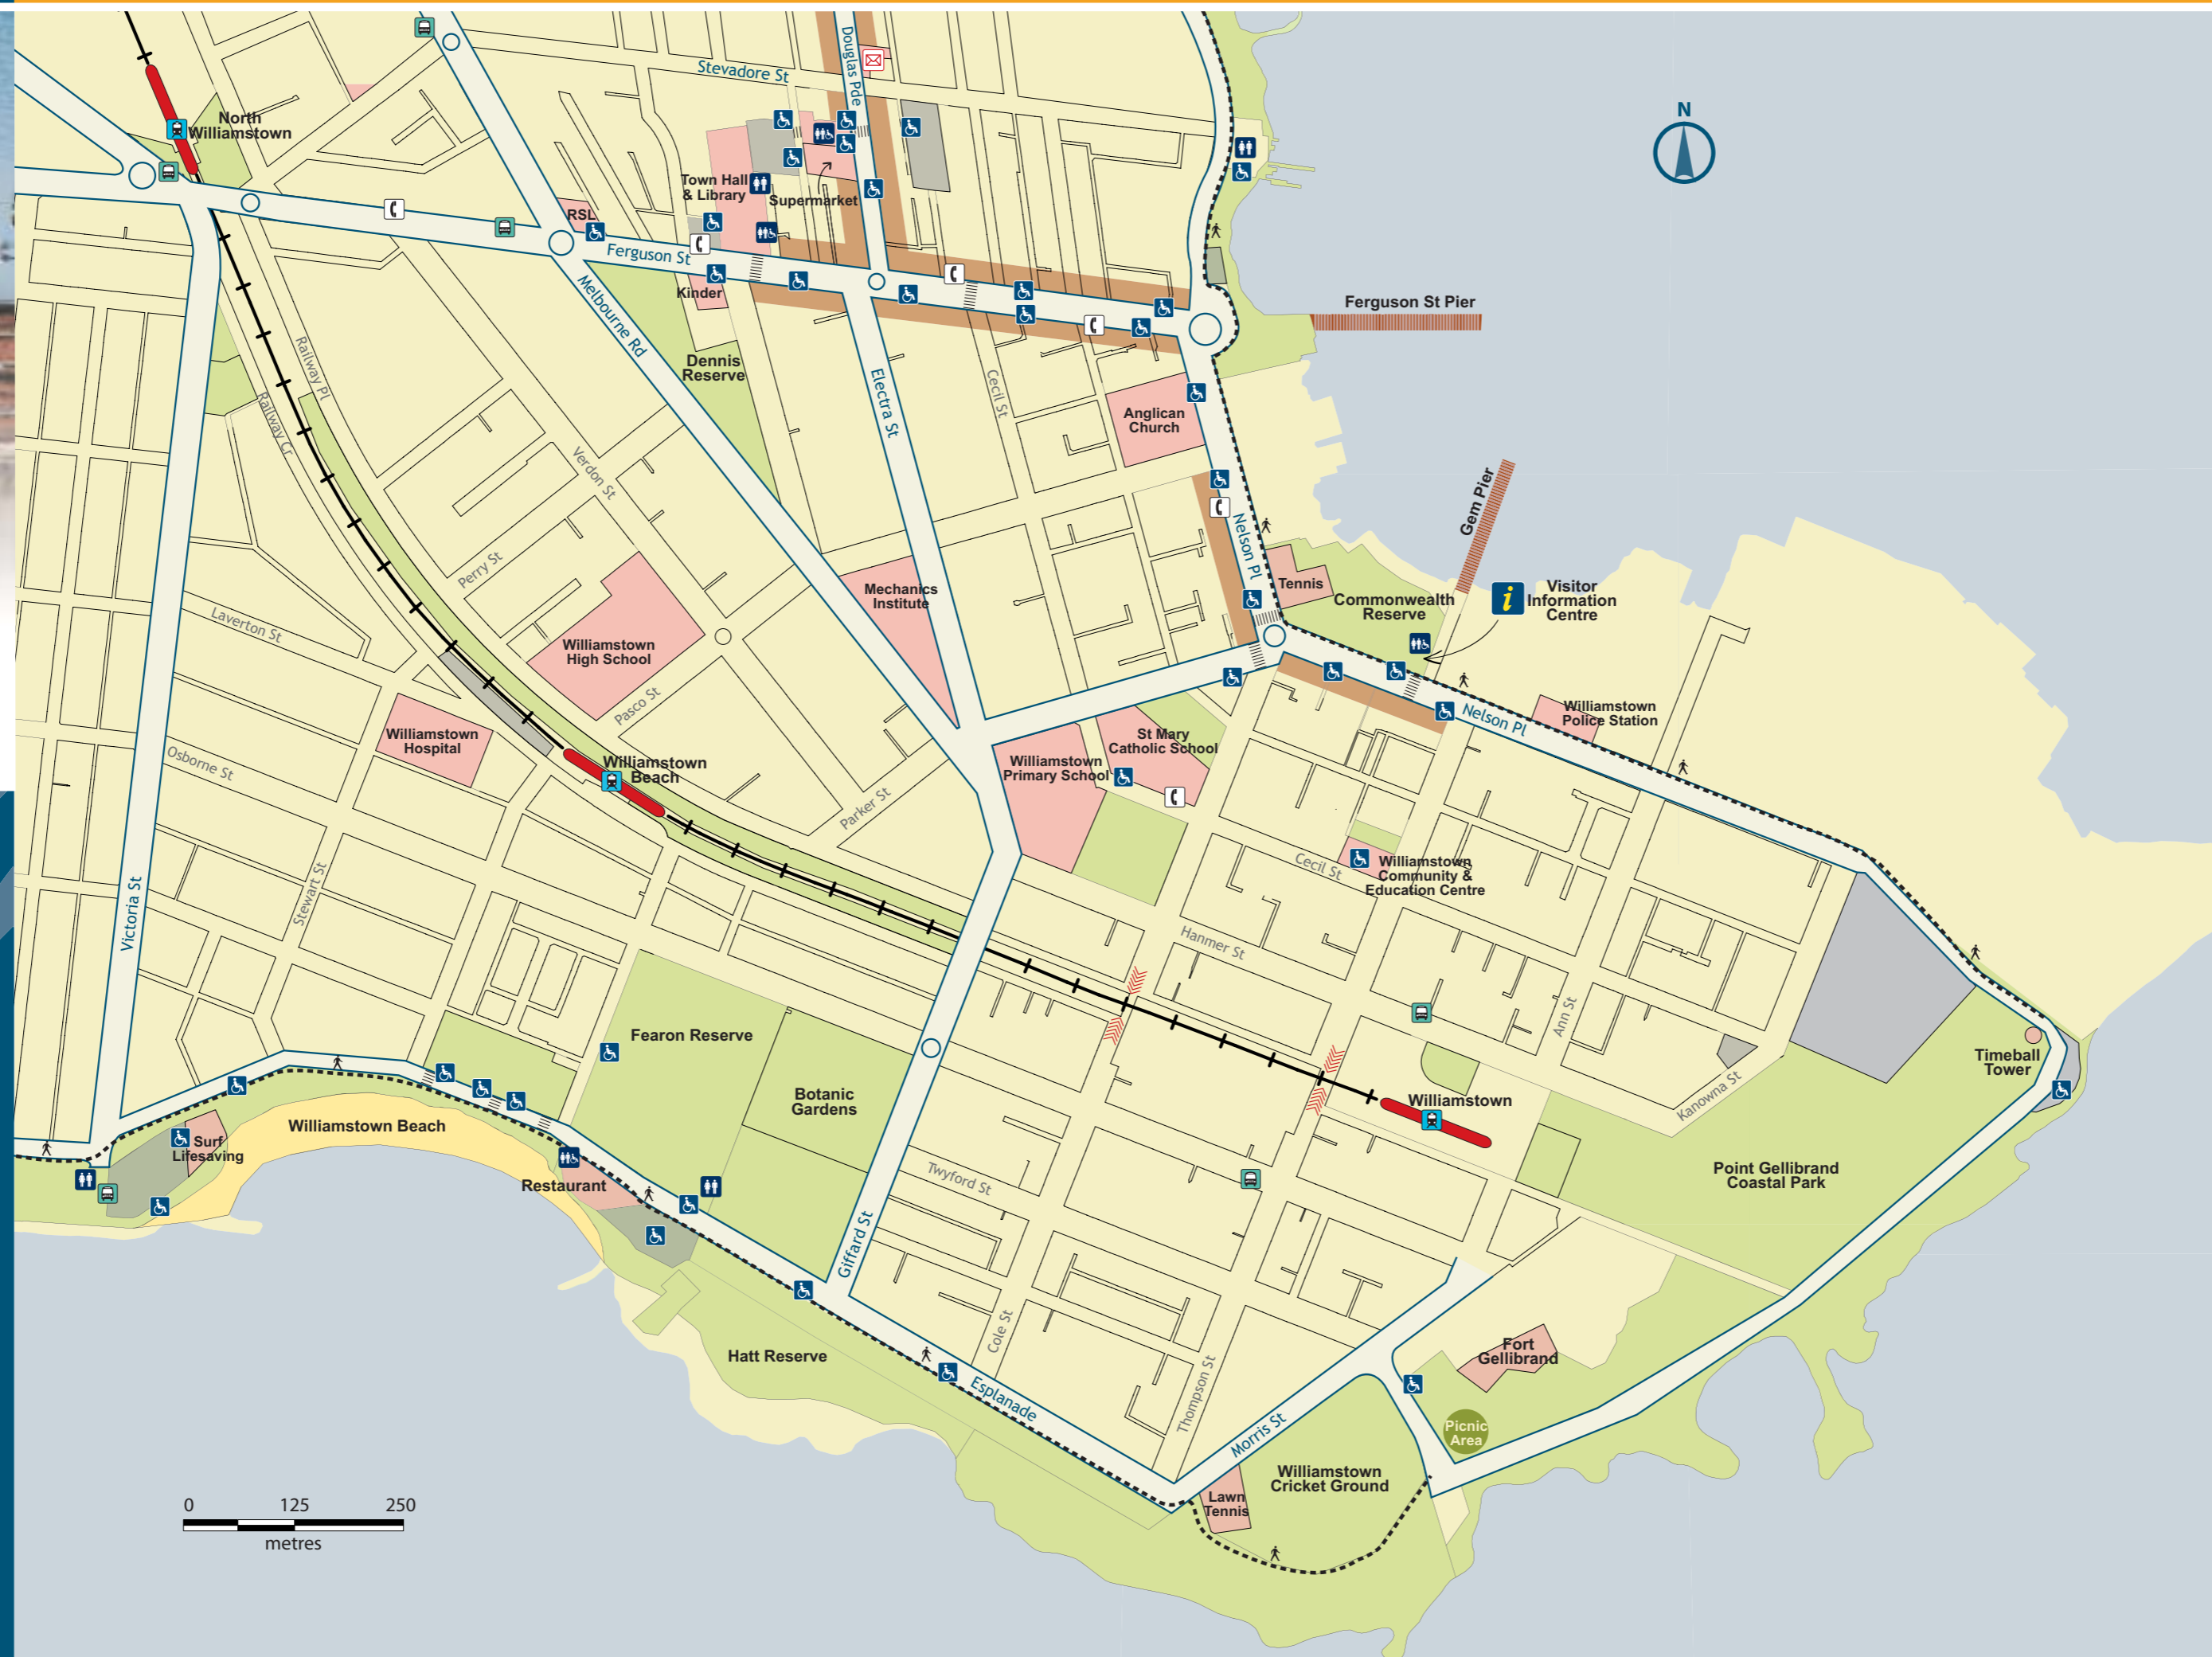 Stevadore St
Douglas Pde
N
North
Williamstown
Town Hall
& Library
Supermarket
RSL
Ferguson St
Kinder
Melbourne Rd
Ferguson St Pier
Railway Pl
Railway Cr
Dennis
Reserve
Electra St
Cecil St
Anglican
Church
Verdon St
Gem Pier
Nelson Pl
Perry St
Tennis
Mechanics
Institute
Commonwealth
Reserve
i
Visitor
Information
Centre
Laverton St
Williamstown
High School
Pasco St
Williamstown
Police Station
Nelson Pl
Williamstown
Hospital
St Mary
Catholic School
Osborne St
Williamstown
Beach
Williamstown
Primary School
Parker St
Victoria St
Stewart St
Cecil St
Williamstown
Community &
Education Centre
Hanmer St
Fearon Reserve
Ann St
Timeball
Tower
Botanic
Gardens
Kanowna St
Williamstown
Williamstown Beach
Surf
Lifesaving
Restaurant
Twyford St
Point Gellibrand
Coastal Park
Giffard St
Cole St
Hatt Reserve
Fort
Gellibrand
Esplanade
Thompson St
Morris St
Picnic
Area
Williamstown
Cricket Ground
Lawn
Tennis
0 125 250
metres